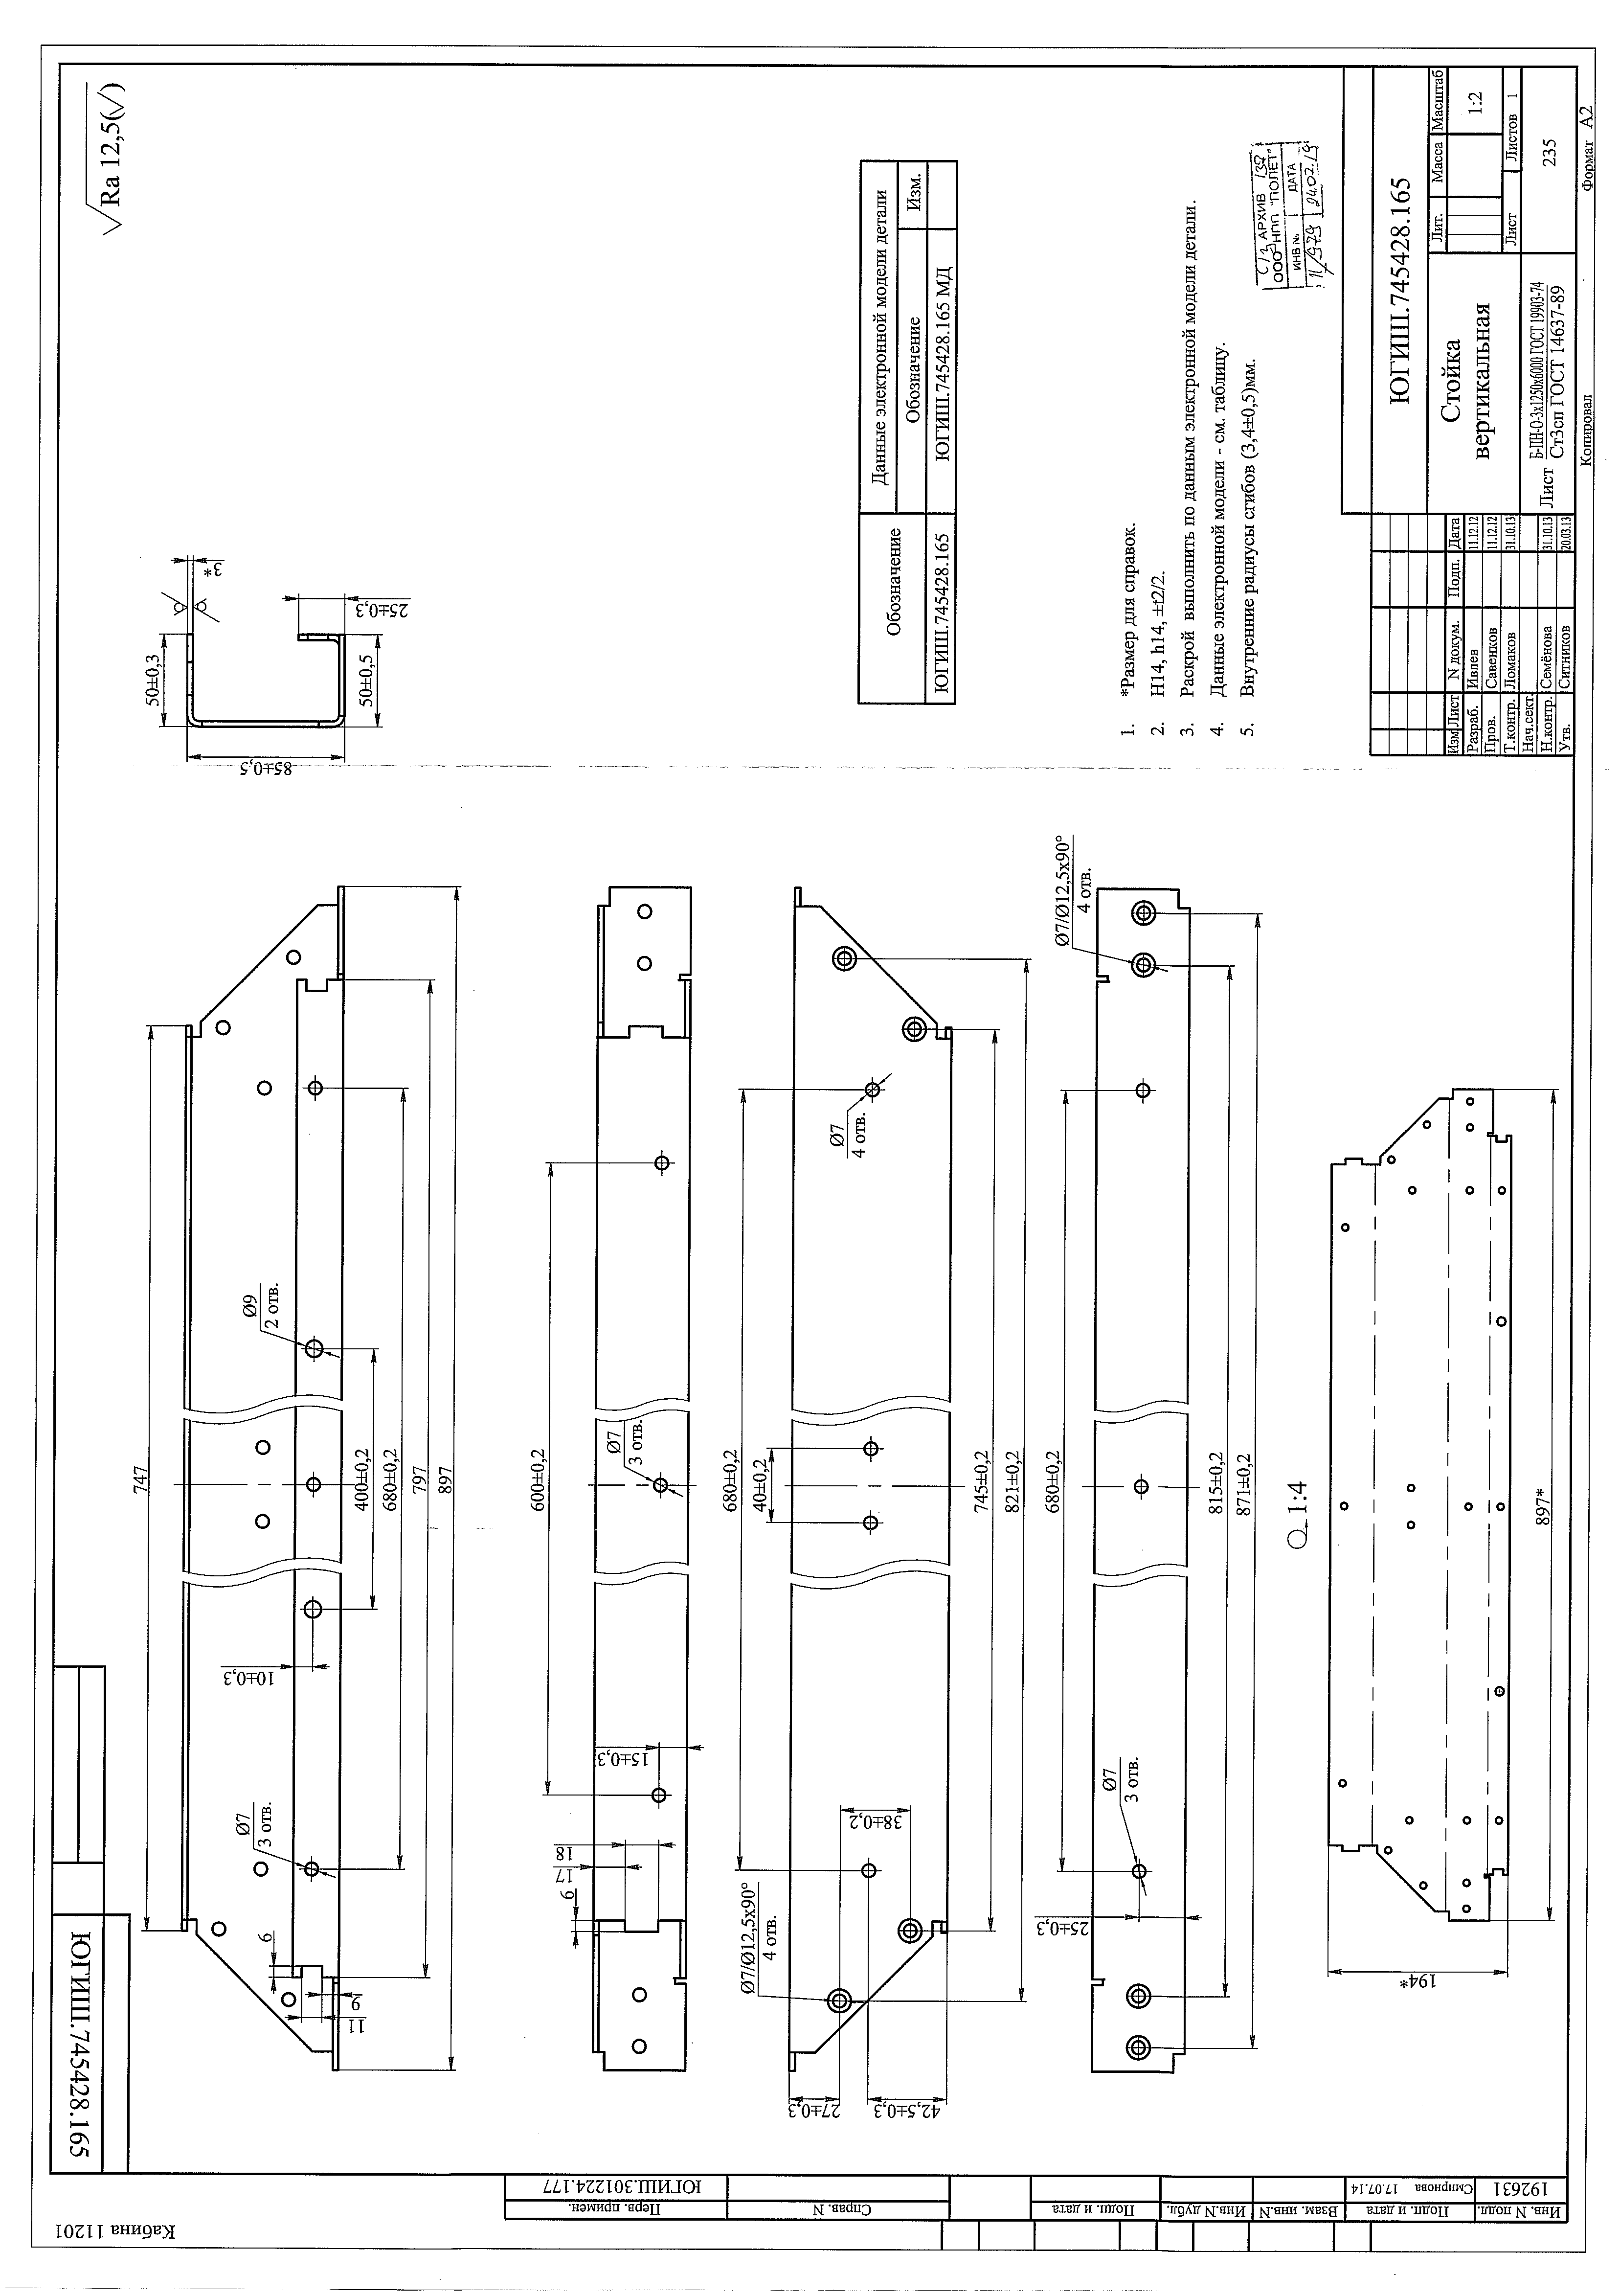 Кабина 11201
ЮГИШ.745428.165
√Ra 12,5(√)
747
Ø9
2 отв.
Ø7
3 отв.
10±0,3
6
9
11
400±0,2
680±0,2
797
897
50±0,3
3*
25±0,3
50±0,5
85±0,5
600±0,2
Ø7
3 отв.
15±0,3
18
17
6
680±0,2
40±0,2
Ø7
4 отв.
38±0,2
Ø7/Ø12,5x90°
4 отв.
27±0,3
42,5±0,3
745±0,2
821±0,2
Ø7/Ø12,5x90°
4 отв.
680±0,2
Ø7
3 отв.
25±0,3
815±0,2
871±0,2
1:4
194*
897*
Обозначение
Данные электронной модели детали
Обозначение
Изм.
ЮГИШ.745428.165
ЮГИШ.745428.165 МД
1. *Размер для справок.
2. H14, h14, ±t2/2.
3. Раскрой выполнить по данным электронной модели детали.
4. Данные электронной модели - см. таблицу.
5. Внутренние радиусы сгибов (3,4±0,5)мм.
АРХИВ
ООО НПП "ПОЛЕТ"
ИНВ № ДАТА
ЮГИШ.745428.165
Изм Лист N докум. Подп. Дата
Разраб. Ивлев 11.12.12
Пров. Савенков 11.12.12
Т.контр. Ломаков 31.10.13
Нач.сект.
Н.контр. Семёнова 31.10.13
Утв. Ситников 20.03.13
Стойка
вертикальная
Лит. Масса Масштаб
1:2
Лист Листов 1
Лист Б-ПН-О-3х1250х6000 ГОСТ 19903-74
Ст3сп ГОСТ 14637-89
235
Копировал
Формат А2
Перв. примен.
ЮГИШ.301224.177
Справ. N
Подп. и дата
Инв.N дубл.
Взам. инв.N
Подп. и дата
Смирнова 17.07.14
Инв. N подл.
192631